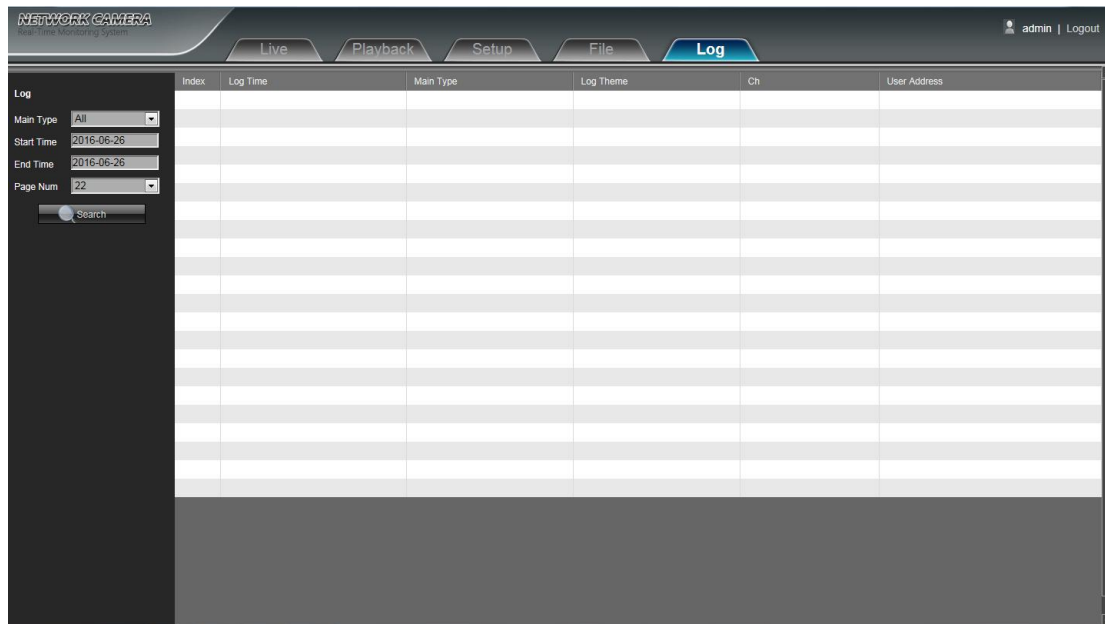 NETWORK CAMERA
Real-Time Monitoring System
admin | Logout
Live Playback Setup File Log
Log
Main Type All
Start Time 2016-06-26
End Time 2016-06-26
Page Num 22
Search
Index Log Time Main Type Log Theme Ch User Address